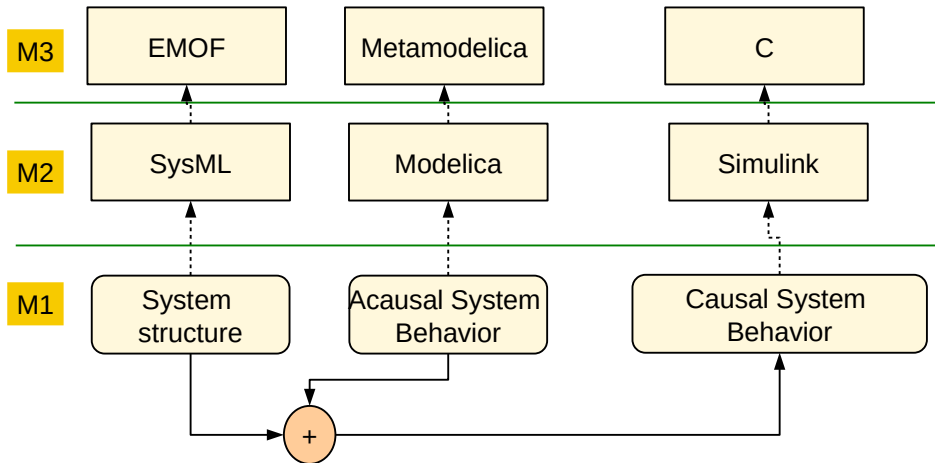 M3
EMOF
Metamodelica
C
M2
SysML
Modelica
Simulink
M1
System
structure
Acausal System
Behavior
Causal System
Behavior
+